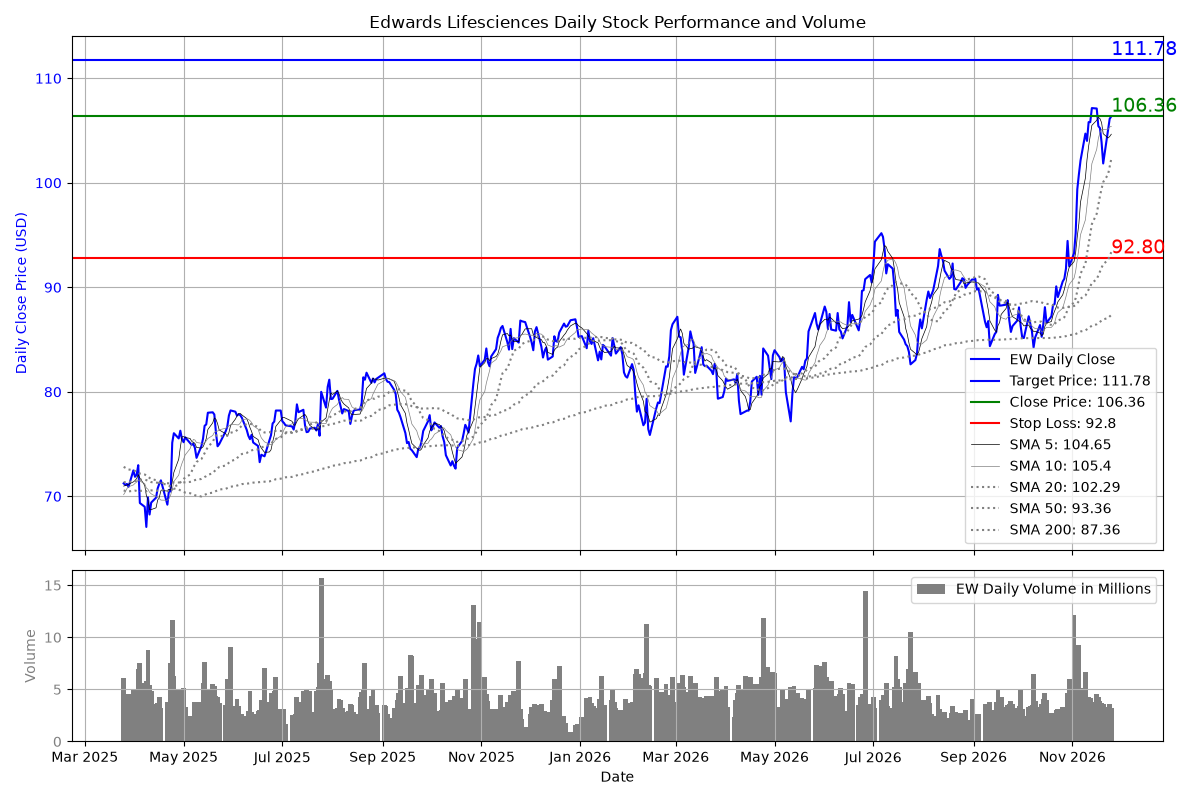 Edwards Lifesciences Daily Stock Performance and Volume
Daily Close Price (USD)
110
100
90
80
70
111.78
106.36
92.80
EW Daily Close
Target Price: 111.78
Close Price: 106.36
Stop Loss: 92.8
SMA 5: 104.65
SMA 10: 105.4
SMA 20: 102.29
SMA 50: 93.36
SMA 200: 87.36
Volume
15
10
5
0
EW Daily Volume in Millions
Mar 2025 May 2025 Jul 2025 Sep 2025 Nov 2025 Jan 2026 Mar 2026 May 2026 Jul 2026 Sep 2026 Nov 2026
Date